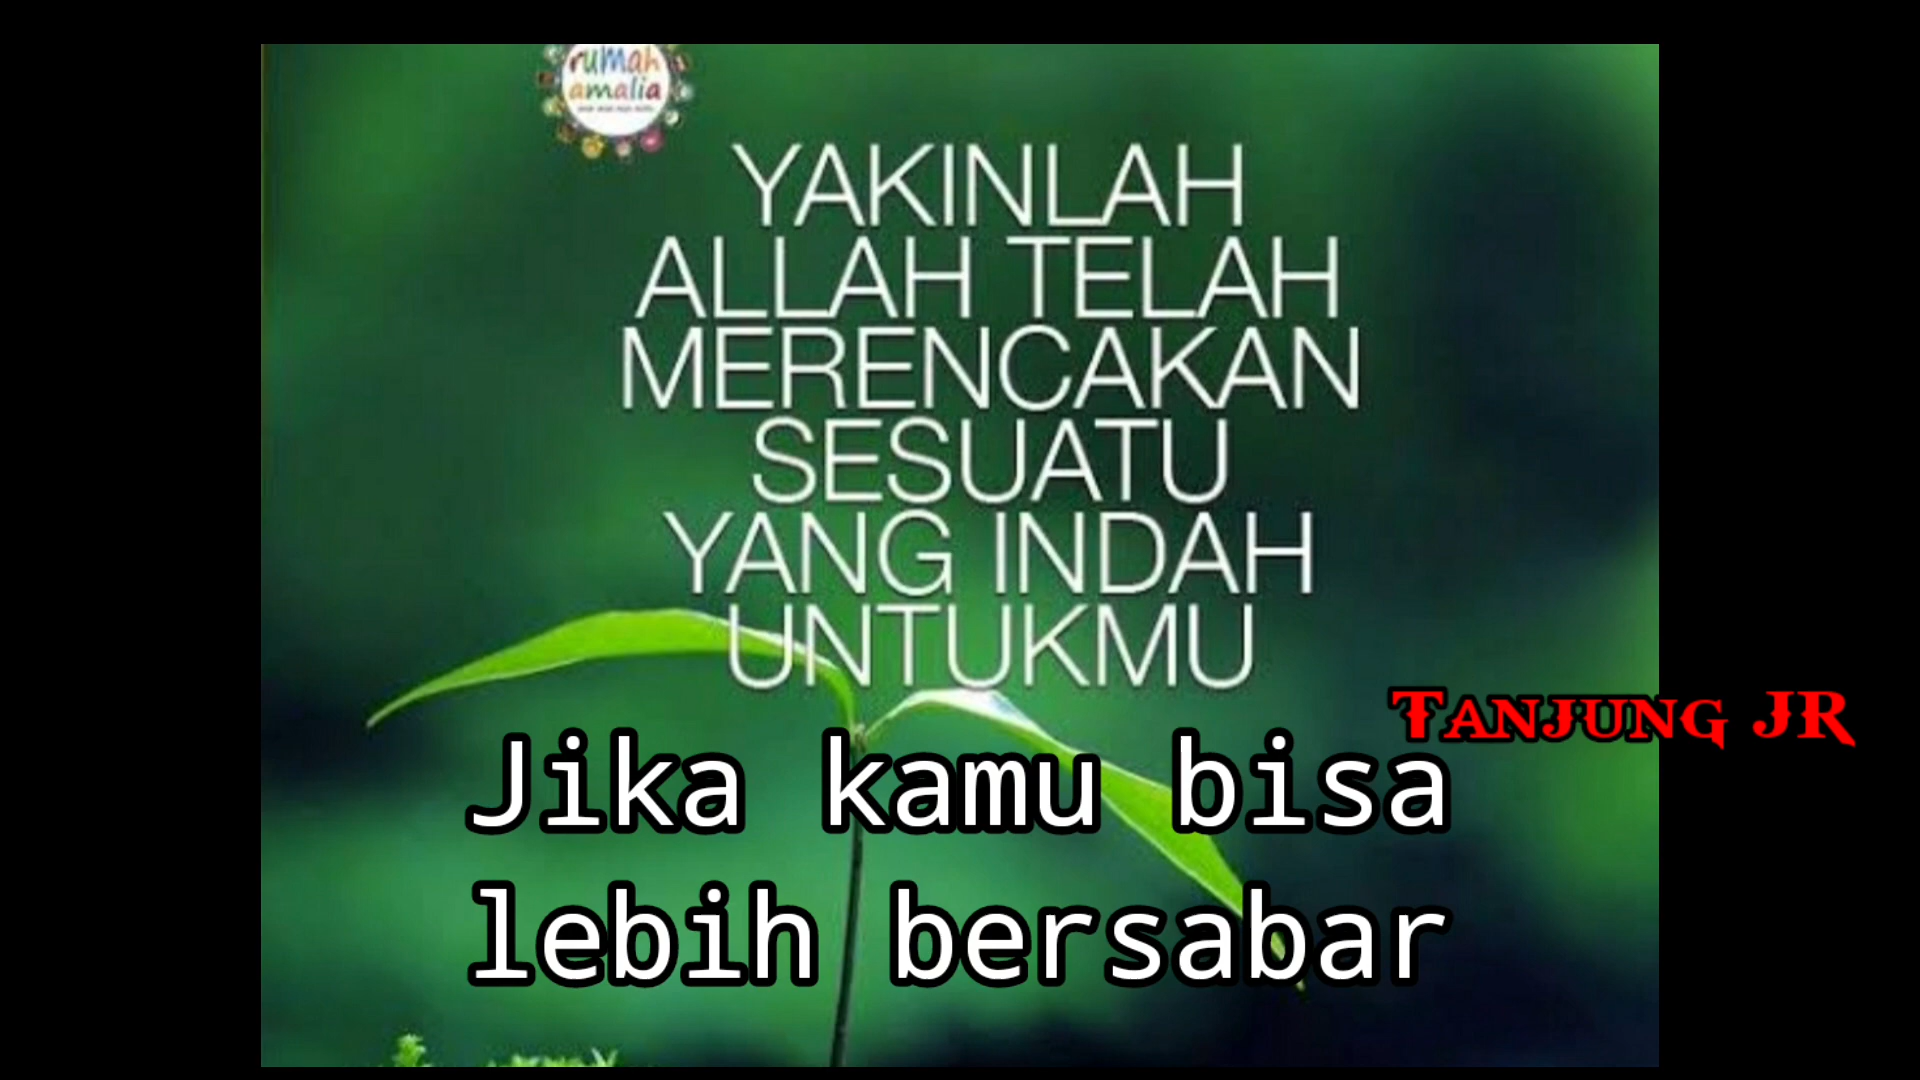 rumah
amalia
YAKINLAH
ALLAH TELAH
MERENCAKAN
SESUATU
YANG INDAH
UNTUKMU
Tanjung JR
Jika kamu bisa
lebih bersabar